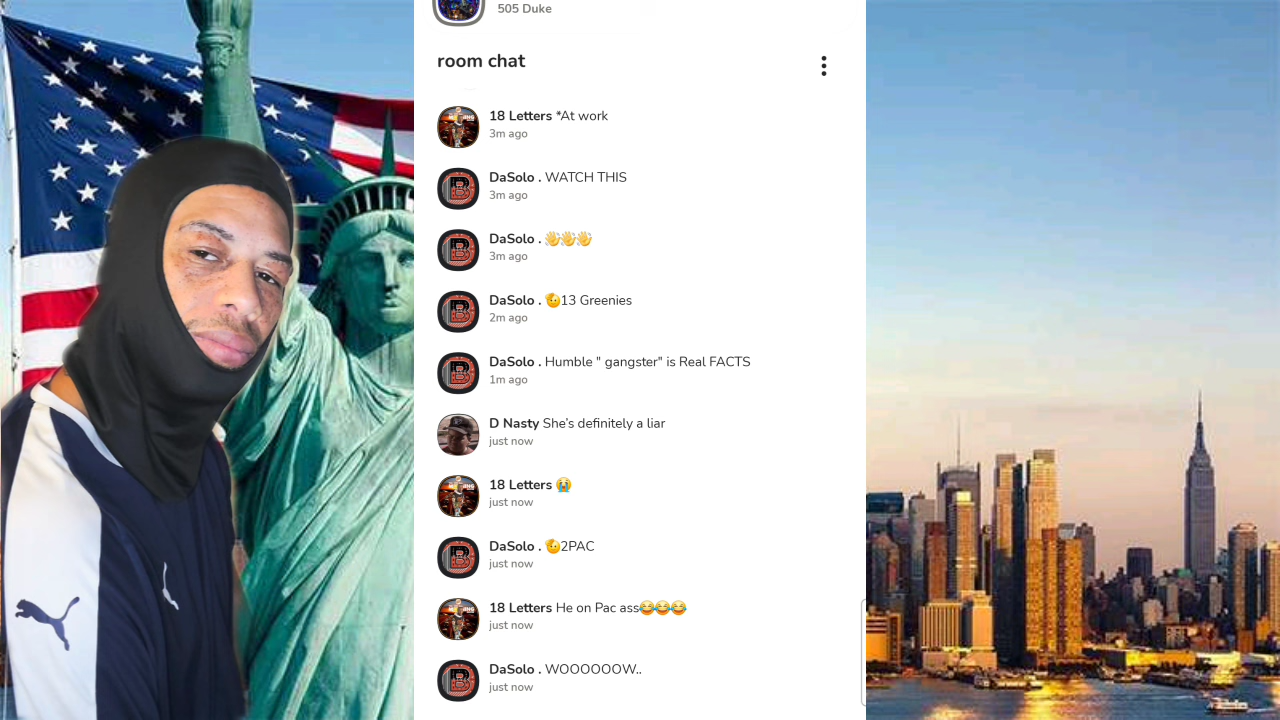 505 Duke
room chat
18 Letters *At work
3m ago
DaSolo . WATCH THIS
3m ago
DaSolo . 👋👋👋
3m ago
DaSolo . 🫡13 Greenies
2m ago
DaSolo . Humble " gangster" is Real FACTS
1m ago
D Nasty She's definitely a liar
just now
18 Letters 😭
just now
DaSolo . 🫡2PAC
just now
18 Letters He on Pac ass😂😂😂
just now
DaSolo . WOOOOOOW..
just now